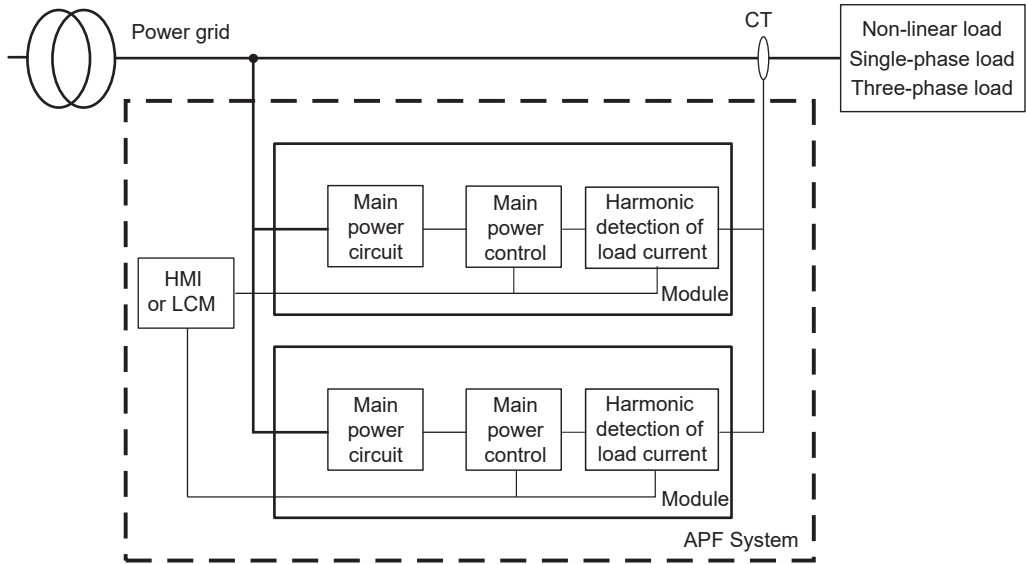 Power grid
CT
Non-linear load
Single-phase load
Three-phase load
Main
power
circuit
Main
power
control
Harmonic
detection of
load current
HMI
or LCM
Module
Main
power
circuit
Main
power
control
Harmonic
detection of
load current
Module
APF System